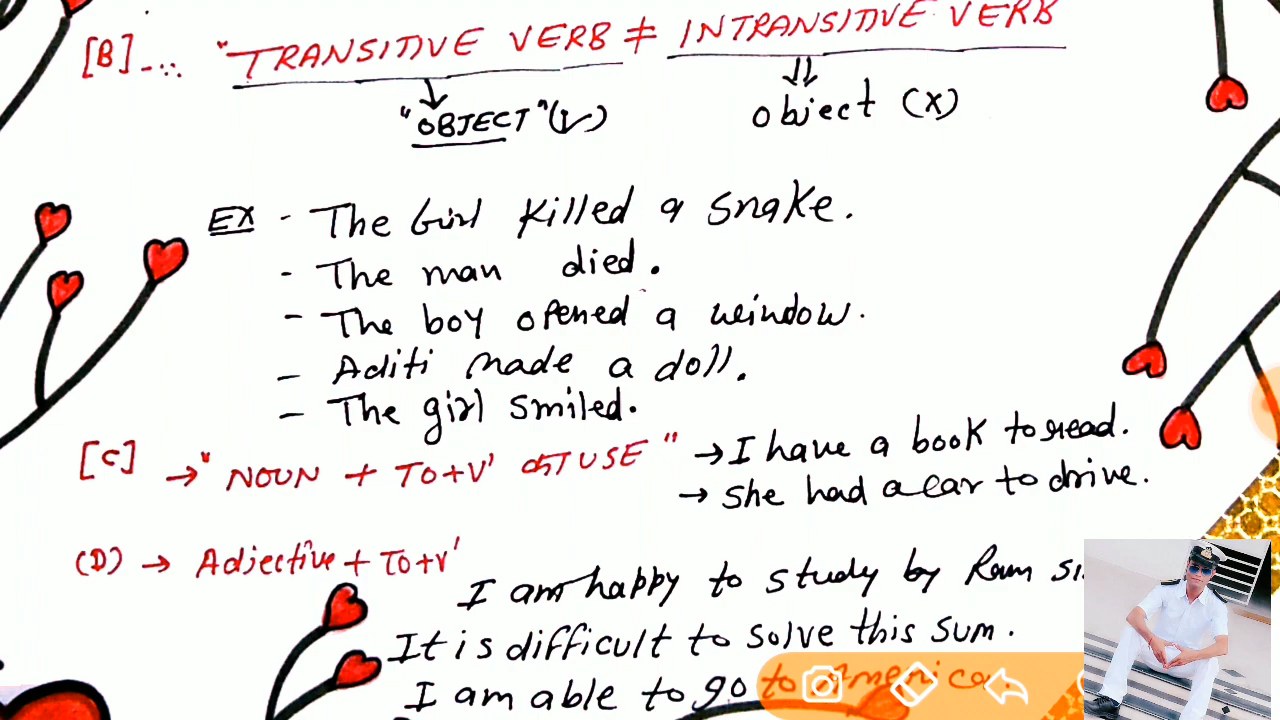 [B]-∴ "TRANSITIVE VERB ≠ INTRANSITIVE VERB
"OBJECT"(✓) object (x)
EX - The Girl killed a snake.
- The man died.
- The boy opened a window.
- Aditi made a doll.
- The girl smiled.
[C] →" NOUN + To+V' का USE " → I have a book to read.
→ She had a car to drive.
(D) → Adjective + To+V'
I am happy to study by Ram
It is difficult to solve this sum.
I am able to go to America